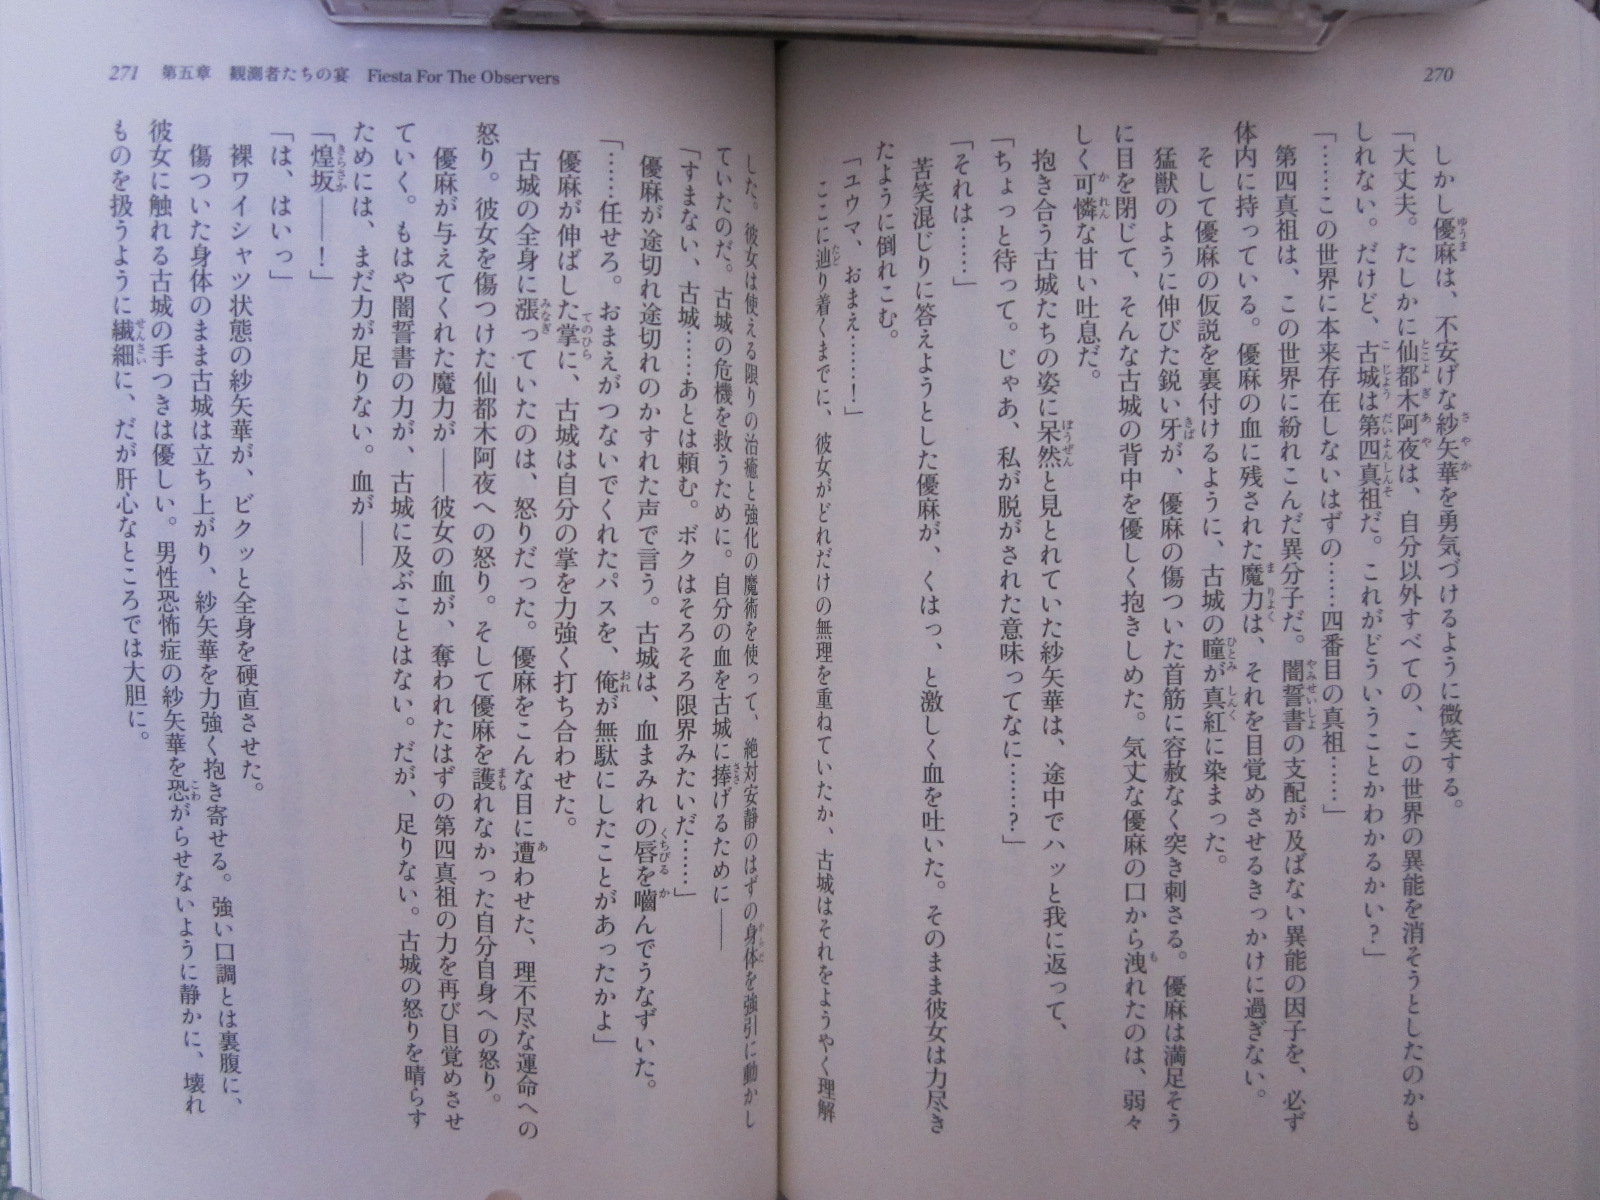 270
しかし優麻は、不安げな紗矢華を勇気づけるように微笑する。
「大丈夫。たしかに仙都木阿夜は、自分以外すべての、この世界の異能を消そうとしたのかも
しれない。だけど、古城は第四真祖だ。これがどういうことかわかるかい？」
「……この世界に本来存在しないはずの……四番目の真祖……」
第四真祖は、この世界に紛れこんだ異分子だ。闇誓書の支配が及ばない異能の因子を、必ず
体内に持っている。優麻の血に残された魔力は、それを目覚めさせるきっかけに過ぎない。
そして優麻の仮説を裏付けるように、古城の瞳が真紅に染まった。
猛獣のように伸びた鋭い牙が、優麻の傷ついた首筋に容赦なく突き刺さる。優麻は満足そう
に目を閉じて、そんな古城の背中を優しく抱きしめた。気丈な優麻の口から洩れたのは、弱々
しく可憐な甘い吐息だ。
抱き合う古城たちの姿に呆然と見とれていた紗矢華は、途中でハッと我に返って、
「ちょっと待って。じゃあ、私が脱がされた意味ってなに……？」
「それは……」
苦笑混じりに答えようとした優麻が、くはっ、と激しく血を吐いた。そのまま彼女は力尽き
たように倒れこむ。
「ユウマ、おまえ……！」
ここに辿り着くまでに、彼女がどれだけの無理を重ねていたか、古城はそれをようやく理解
271 第五章 観測者たちの宴 Fiesta For The Observers
した。彼女は使える限りの治癒と強化の魔術を使って、絶対安静のはずの身体を強引に動かし
ていたのだ。古城の危機を救うために。自分の血を古城に捧げるために――
「すまない、古城……あとは頼む。ボクはそろそろ限界みたいだ……」
優麻が途切れ途切れのかすれた声で言う。古城は、血まみれの唇を嚙んでうなずいた。
「……任せろ。おまえがつないでくれたパスを、俺が無駄にしたことがあったかよ」
優麻が伸ばした掌に、古城は自分の掌を力強く打ち合わせた。
古城の全身に漲っていたのは、怒りだった。優麻をこんな目に遭わせた、理不尽な運命への
怒り。彼女を傷つけた仙都木阿夜への怒り。そして優麻を護れなかった自分自身への怒り。
優麻が与えてくれた魔力が――彼女の血が、奪われたはずの第四真祖の力を再び目覚めさせ
ていく。もはや闇誓書の力が、古城に及ぶことはない。だが、足りない。古城の怒りを晴らす
ためには、まだ力が足りない。血が――
「煌坂――！」
「は、はいっ」
裸ワイシャツ状態の紗矢華が、ビクッと全身を硬直させた。
傷ついた身体のまま古城は立ち上がり、紗矢華を力強く抱き寄せる。強い口調とは裏腹に、
彼女に触れる古城の手つきは優しい。男性恐怖症の紗矢華を恐がらせないように静かに、壊れ
ものを扱うように繊細に、だが肝心なところでは大胆に。